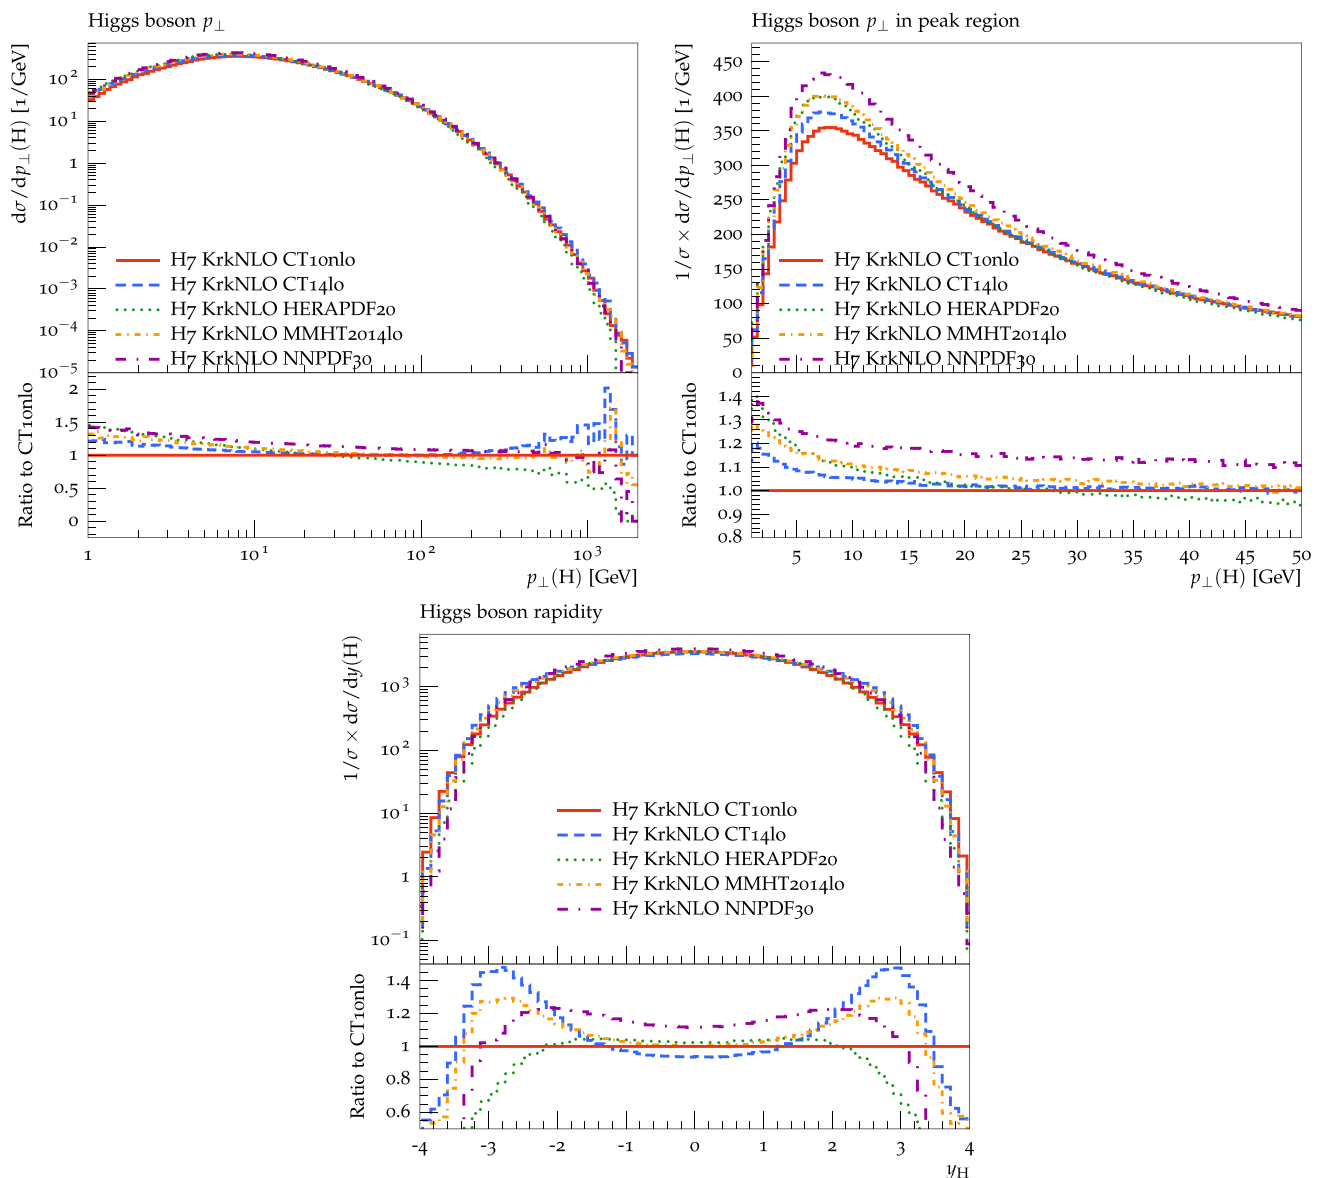 Higgs boson p⊥
dσ/dp⊥(H) [1/GeV]
10²
10¹
1
10⁻¹
10⁻²
10⁻³
10⁻⁴
10⁻⁵
H7 KrkNLO CT10nlo
H7 KrkNLO CT14lo
H7 KrkNLO HERAPDF20
H7 KrkNLO MMHT2014lo
H7 KrkNLO NNPDF30
Ratio to CT10nlo
2
1.5
1
0.5
0
1 10¹ 10² 10³
p⊥(H) [GeV]
Higgs boson p⊥ in peak region
1/σ × dσ/dp⊥(H) [1/GeV]
450
400
350
300
250
200
150
100
50
0
H7 KrkNLO CT10nlo
H7 KrkNLO CT14lo
H7 KrkNLO HERAPDF20
H7 KrkNLO MMHT2014lo
H7 KrkNLO NNPDF30
Ratio to CT10nlo
1.4
1.3
1.2
1.1
1.0
0.9
0.8
5 10 15 20 25 30 35 40 45 50
p⊥(H) [GeV]
Higgs boson rapidity
1/σ × dσ/dy(H)
10³
10²
10¹
1
10⁻¹
H7 KrkNLO CT10nlo
H7 KrkNLO CT14lo
H7 KrkNLO HERAPDF20
H7 KrkNLO MMHT2014lo
H7 KrkNLO NNPDF30
Ratio to CT10nlo
1.4
1.2
1
0.8
0.6
-4 -3 -2 -1 0 1 2 3 4
yH